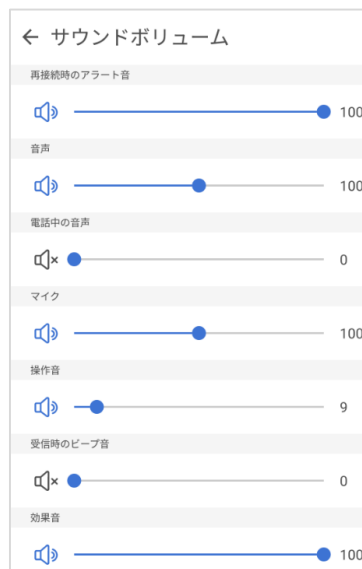 ← サウンドボリューム
再接続時のアラート音
100
音声
100
電話中の音声
0
マイク
100
操作音
9
受信時のビープ音
0
効果音
100